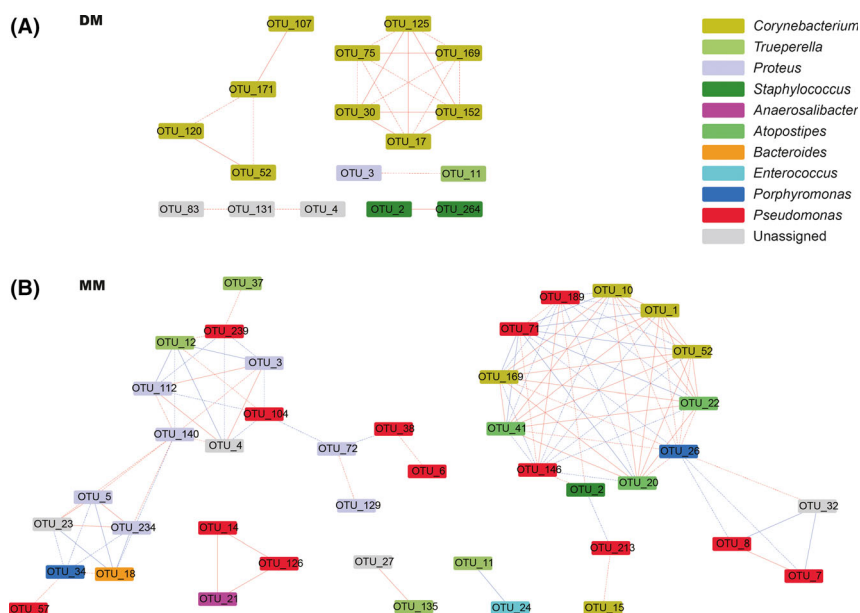 (A)
DM
OTU_107
OTU_125
OTU_75
OTU_169
OTU_171
OTU_30
OTU_152
OTU_120
OTU_17
OTU_52
OTU_3
OTU_11
OTU_83
OTU_131
OTU_4
OTU_2
OTU_264
Corynebacterium
Trueperella
Proteus
Staphylococcus
Anaerosalibacter
Atopostipes
Bacteroides
Enterococcus
Porphyromonas
Pseudomonas
Unassigned
(B)
MM
OTU_37
OTU_239
OTU_12
OTU_3
OTU_112
OTU_104
OTU_140
OTU_4
OTU_38
OTU_72
OTU_6
OTU_129
OTU_5
OTU_23
OTU_234
OTU_34
OTU_18
OTU_57
OTU_14
OTU_126
OTU_21
OTU_27
OTU_135
OTU_11
OTU_24
OTU_189
OTU_10
OTU_1
OTU_71
OTU_52
OTU_169
OTU_22
OTU_41
OTU_26
OTU_146
OTU_2
OTU_20
OTU_32
OTU_213
OTU_8
OTU_7
OTU_15